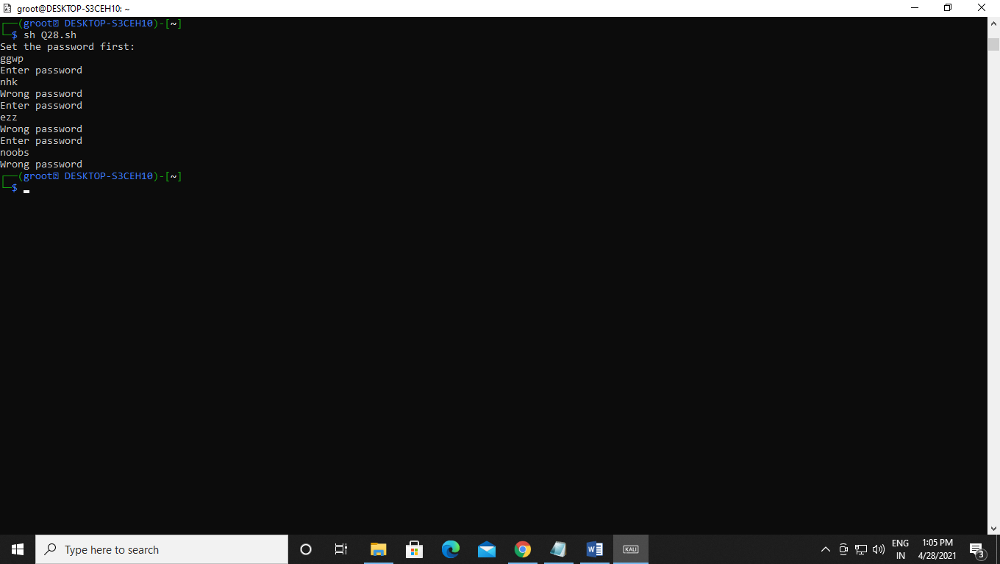 groot@DESKTOP-S3CEH10: ~
┌──(groot㉿ DESKTOP-S3CEH10)-[~]
└─$ sh Q28.sh
Set the password first:
ggwp
Enter password
nhk
Wrong password
Enter password
ezz
Wrong password
Enter password
noobs
Wrong password
┌──(groot㉿ DESKTOP-S3CEH10)-[~]
└─$
Type here to search
W
KALI
ENG
IN
1:05 PM
4/28/2021
3